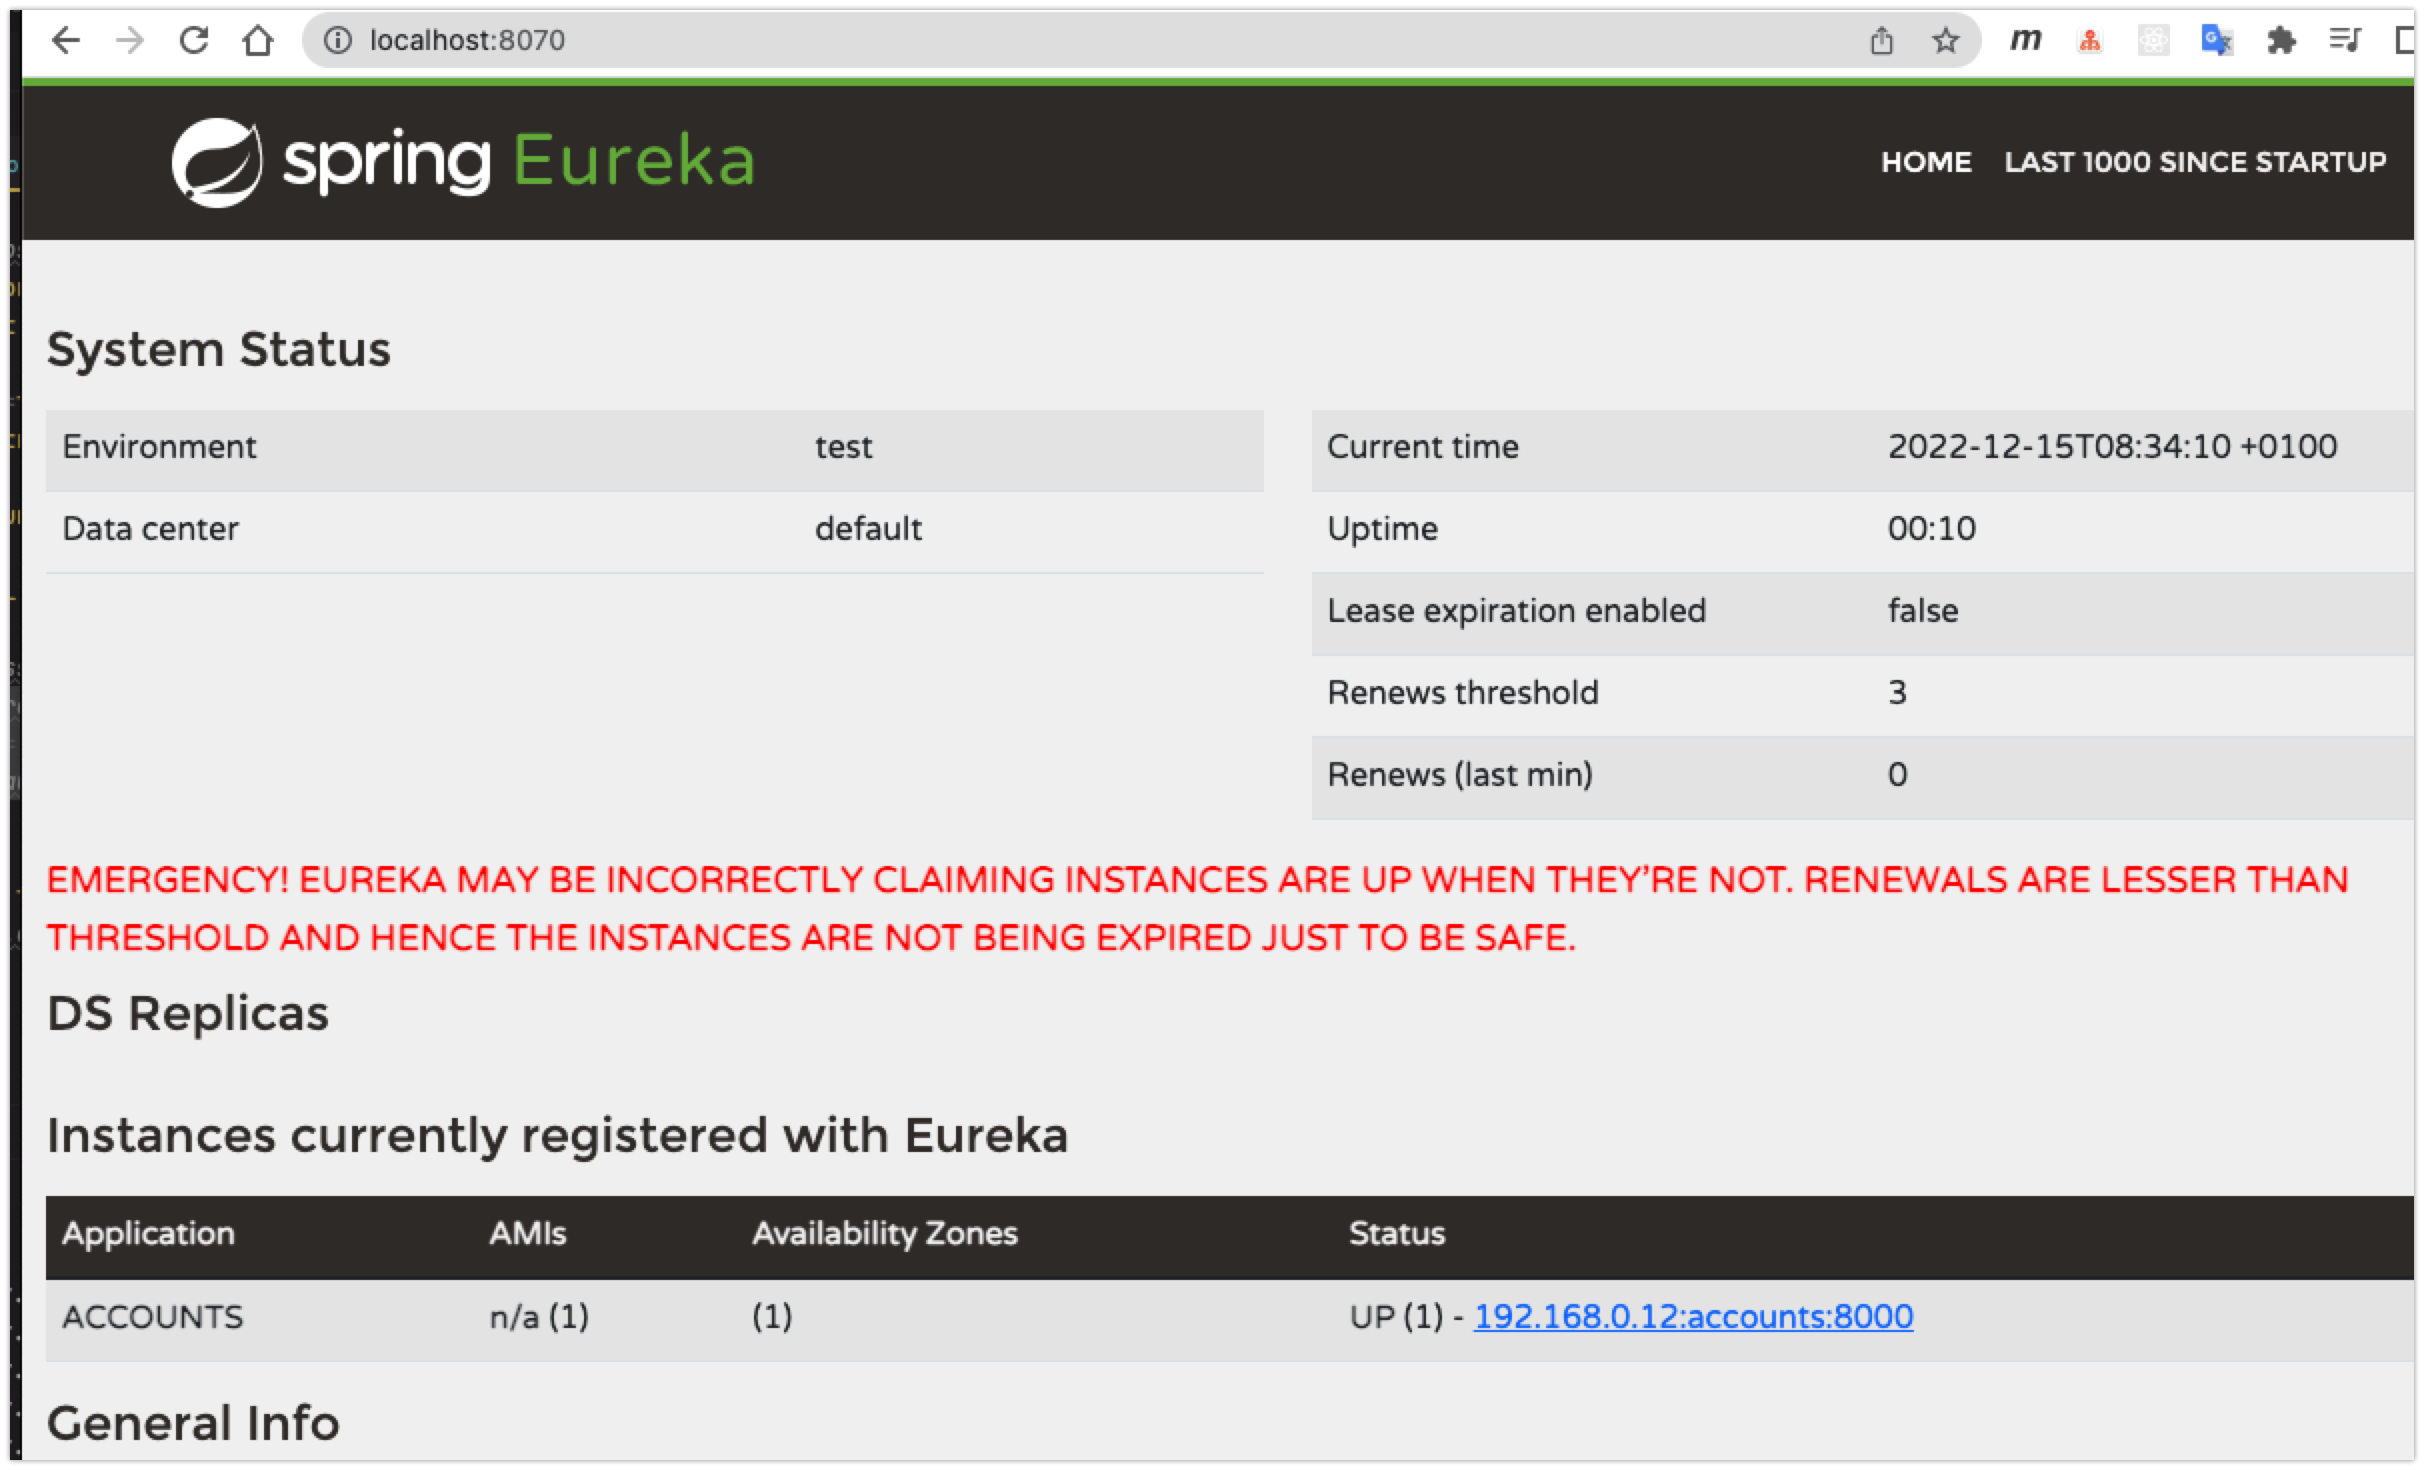 localhost:8070
spring Eureka
HOME LAST 1000 SINCE STARTUP
System Status
Environment test
Data center default
Current time 2022-12-15T08:34:10 +0100
Uptime 00:10
Lease expiration enabled false
Renews threshold 3
Renews (last min) 0
EMERGENCY! EUREKA MAY BE INCORRECTLY CLAIMING INSTANCES ARE UP WHEN THEY’RE NOT. RENEWALS ARE LESSER THAN
THRESHOLD AND HENCE THE INSTANCES ARE NOT BEING EXPIRED JUST TO BE SAFE.
DS Replicas
Instances currently registered with Eureka
Application AMIs Availability Zones Status
ACCOUNTS n/a (1) (1) UP (1) - 192.168.0.12:accounts:8000
General Info